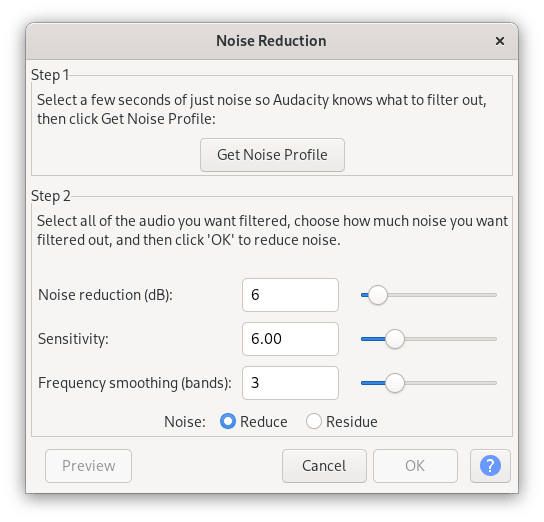 Noise Reduction
×
Step 1
Select a few seconds of just noise so Audacity knows what to filter out,
then click Get Noise Profile:
Get Noise Profile
Step 2
Select all of the audio you want filtered, choose how much noise you want
filtered out, and then click 'OK' to reduce noise.
Noise reduction (dB): 6
Sensitivity: 6.00
Frequency smoothing (bands): 3
Noise: Reduce Residue
Preview Cancel OK ?